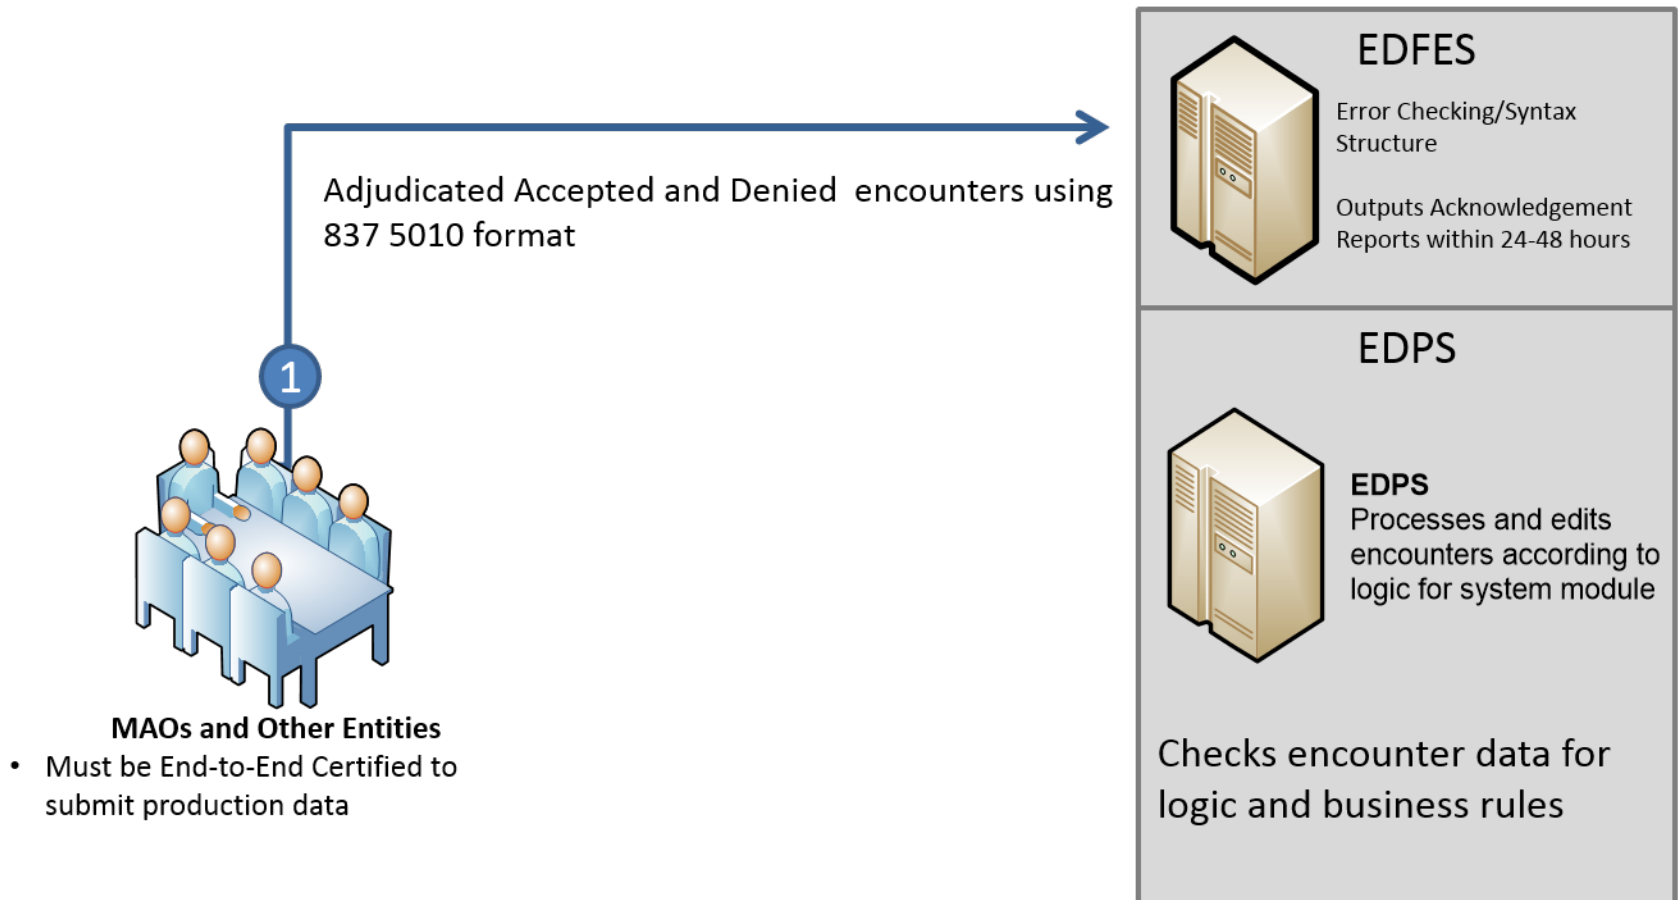 EDFES
Error Checking/Syntax
Structure
Outputs Acknowledgement
Reports within 24-48 hours
Adjudicated Accepted and Denied  encounters using
837 5010 format
1
MAOs and Other Entities
• Must be End-to-End Certified to
submit production data
EDPS
EDPS
Processes and edits
encounters according to
logic for system module
Checks encounter data for
logic and business rules